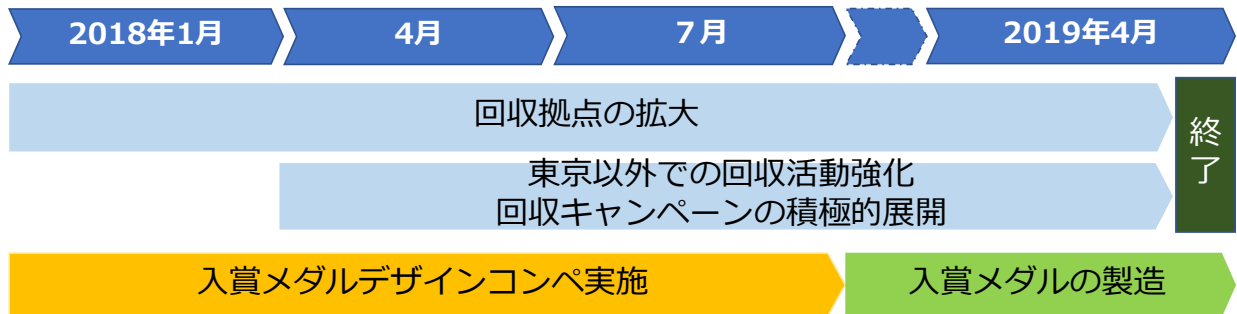 2018年1月
4月
７月
2019年4月
回収拠点の拡大
終了
東京以外での回収活動強化
回収キャンペーンの積極的展開
入賞メダルデザインコンペ実施
入賞メダルの製造